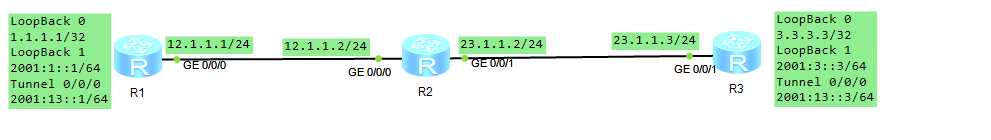 LoopBack 0
1.1.1.1/32
LoopBack 1
2001:1::1/64
Tunnel 0/0/0
2001:13::1/64
R
R1
12.1.1.1/24
GE 0/0/0
12.1.1.2/24
GE 0/0/0
R
R2
23.1.1.2/24
GE 0/0/1
23.1.1.3/24
GE 0/0/1
R
R3
LoopBack 0
3.3.3.3/32
LoopBack 1
2001:3::3/64
Tunnel 0/0/0
2001:13::3/64